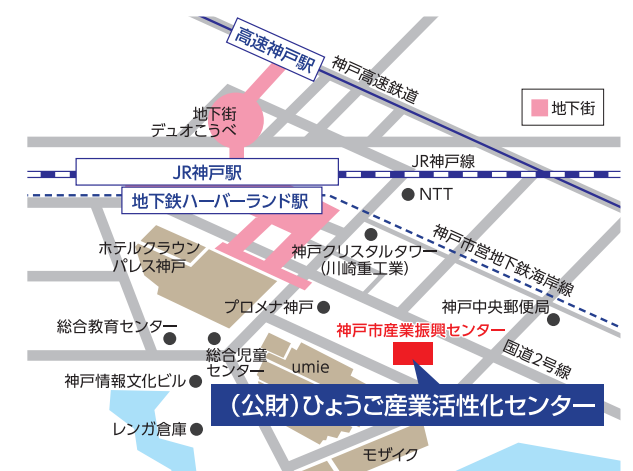 高速神戸駅
神戸高速鉄道
地下街
地下街
デュオこうべ
JR神戸線
JR神戸駅
NTT
地下鉄ハーバーランド駅
神戸市営地下鉄海岸線
ホテルクラウン
パレス神戸
神戸クリスタルタワー
(川崎重工業)
プロメナ神戸
神戸中央郵便局
総合教育センター
神戸市産業振興センター
総合児童
センター
国道2号線
umie
神戸情報文化ビル
(公財)ひょうご産業活性化センター
レンガ倉庫
モザイク